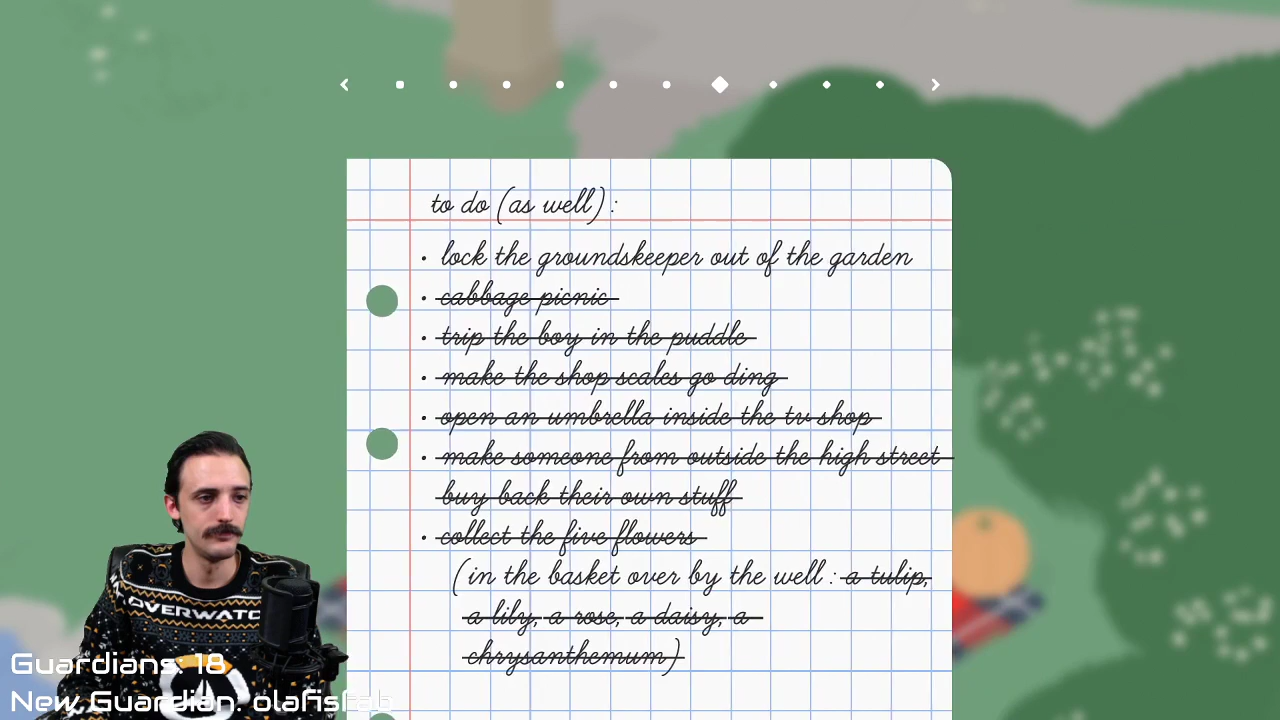 to do (as well) :
• lock the groundskeeper out of the garden
• cabbage picnic
• trip the boy in the puddle
• make the shop scales go ding
• open an umbrella inside the tv shop
• make someone from outside the high street
buy back their own stuff
• collect the five flowers
(in the basket over by the well : a tulip,
a lily, a rose, a daisy, a
chrysanthemum)
OVERWATC
Guardians: 18
New Guardian: olafisfab